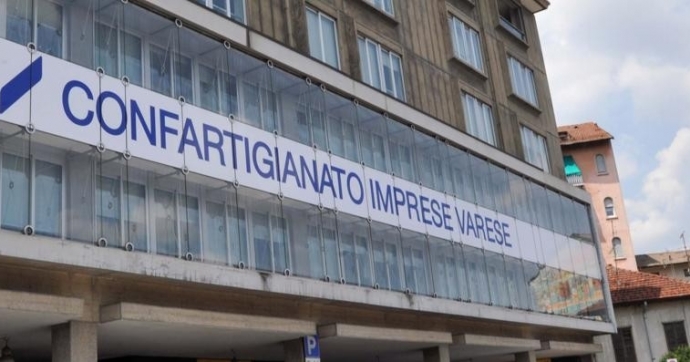 CONFARTIGIANATO IMPRESE VARESE
P